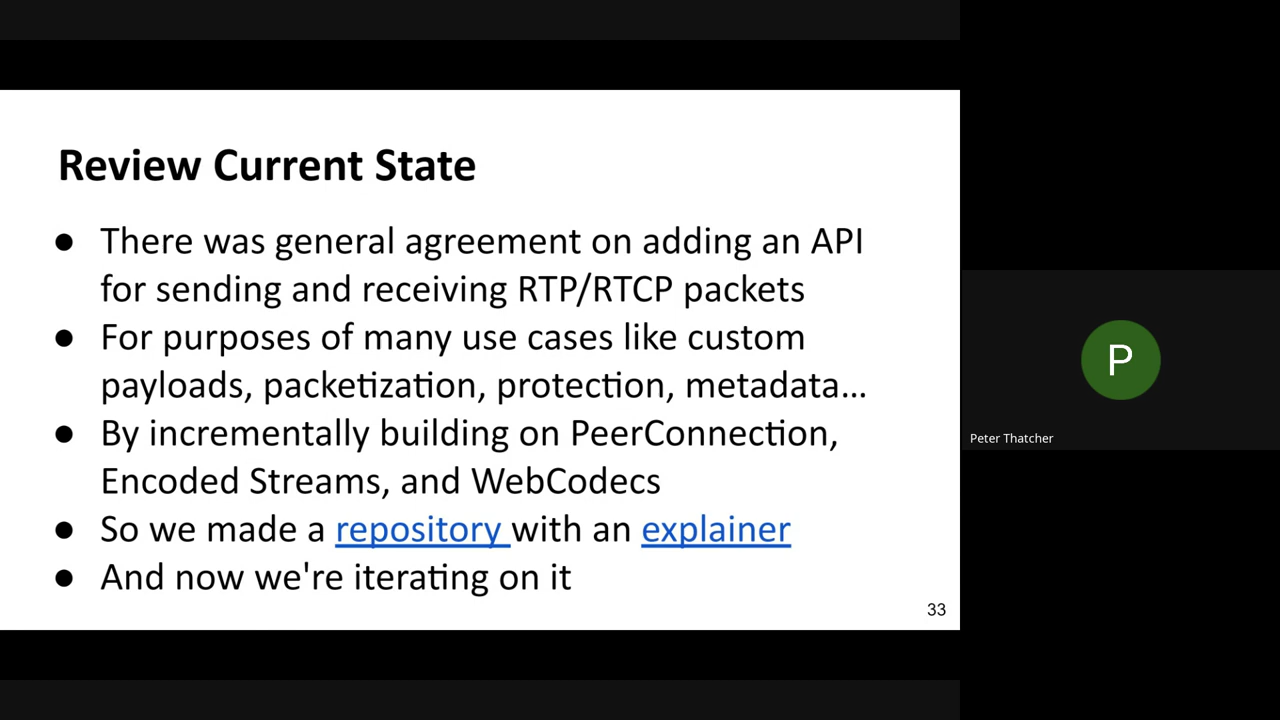 Review Current State
● There was general agreement on adding an API
for sending and receiving RTP/RTCP packets
● For purposes of many use cases like custom
payloads, packetization, protection, metadata...
● By incrementally building on PeerConnection,
Encoded Streams, and WebCodecs
● So we made a repository with an explainer
● And now we're iterating on it
33
P
Peter Thatcher